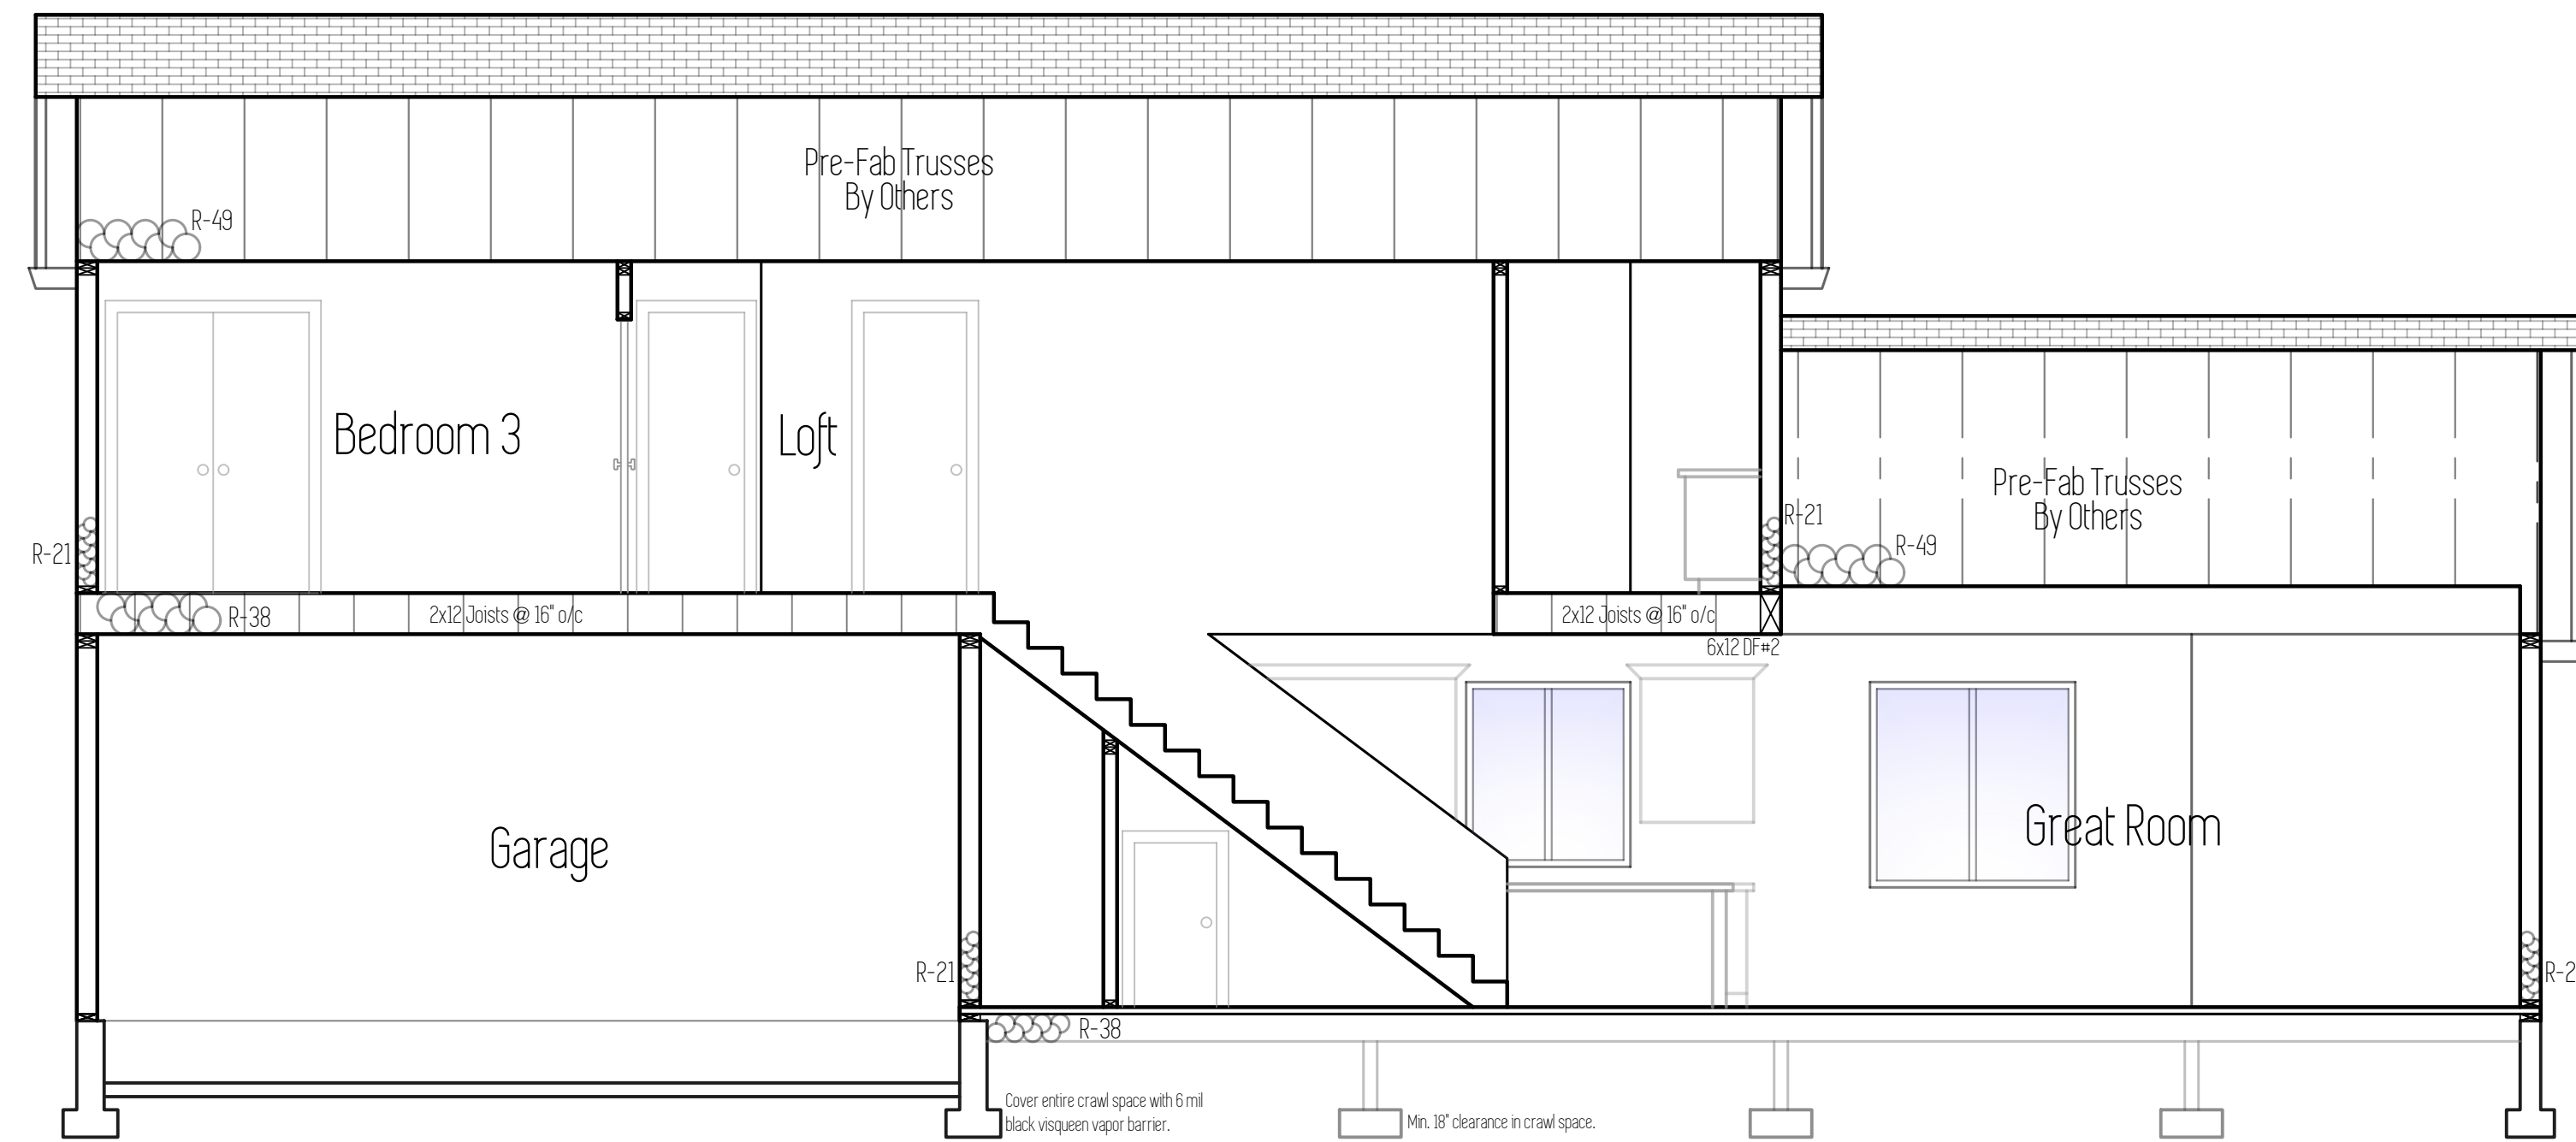 Pre-Fab Trusses
By Others
R-49
Bedroom 3
Loft
Pre-Fab Trusses
By Others
R-21
R-21
R-49
R-38
2x12 Joists @ 16" o/c
2x12 Joists @ 16" o/c
6x12 DF#2
Garage
Great Room
R-21
R-2
R-38
Cover entire crawl space with 6 mil
black visqueen vapor barrier.
Min. 18" clearance in crawl space.